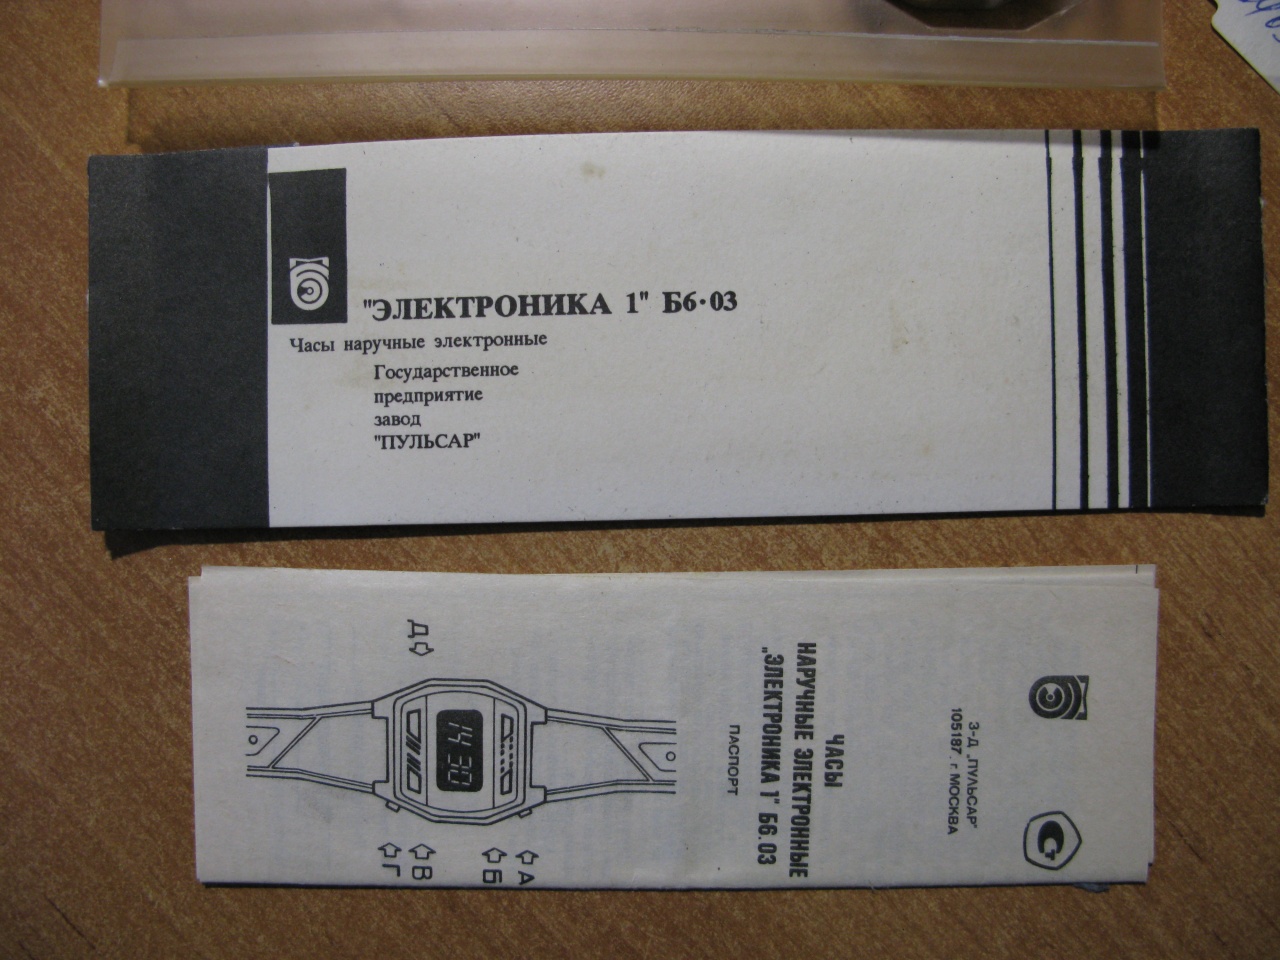 "ЭЛЕКТРОНИКА 1" Б6·03
Часы наручные электронные
Государственное
предприятие
завод
"ПУЛЬСАР"
З-Д „ПУЛЬСАР"
105187. г МОСКВА
ЧАСЫ
НАРУЧНЫЕ ЭЛЕКТРОННЫЕ
„ЭЛЕКТРОНИКА 1" Б6.03
ПАСПОРТ
Д
14 30
А
Б
В
Г